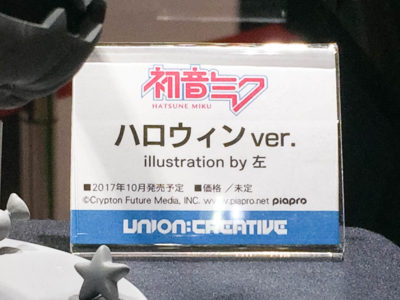 初音ミク
HATSUNE MIKU
ハロウィン ver.
illustration by 左
■2017年10月発売予定 ■価格／未定
©Crypton Future Media, INC. www.piapro.net piapro
UNION:CREATIVE